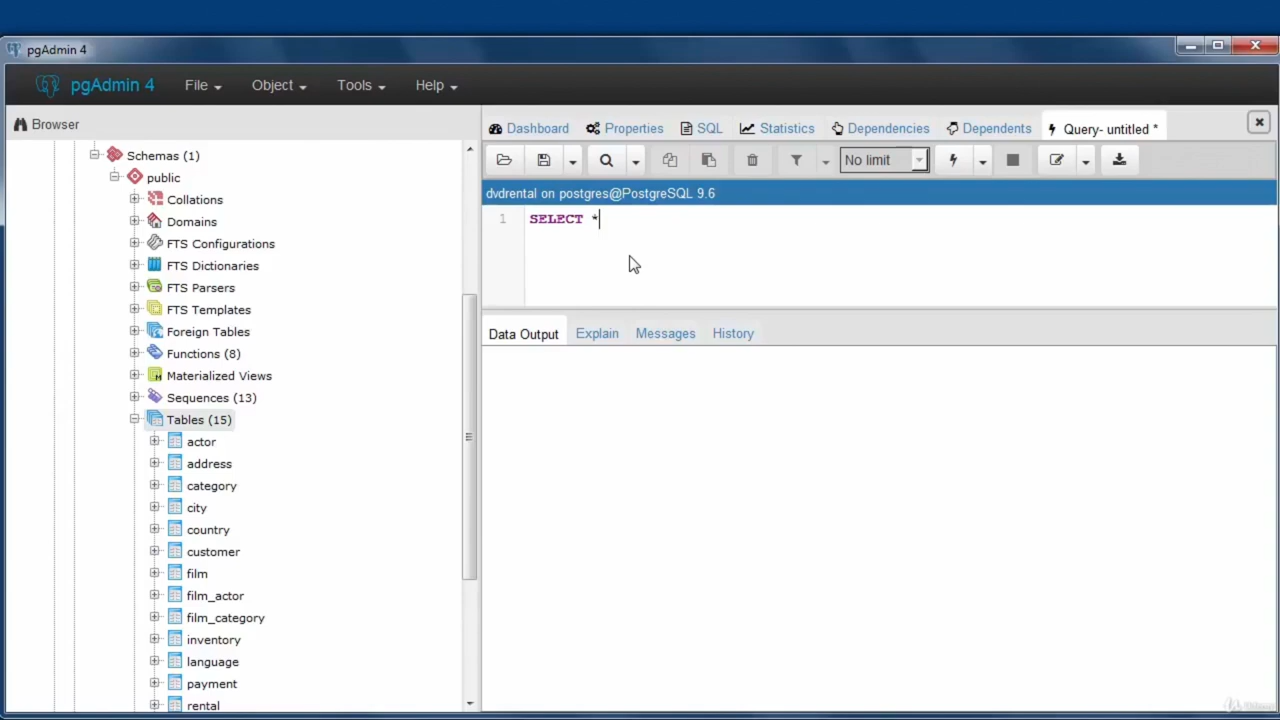 pgAdmin 4
pgAdmin 4 File Object Tools Help
Browser
Dashboard Properties SQL Statistics Dependencies Dependents Query- untitled *
No limit
dvdrental on postgres@PostgreSQL 9.6
1 SELECT *
Data Output Explain Messages History
Schemas (1)
public
Collations
Domains
FTS Configurations
FTS Dictionaries
FTS Parsers
FTS Templates
Foreign Tables
Functions (8)
Materialized Views
Sequences (13)
Tables (15)
actor
address
category
city
country
customer
film
film_actor
film_category
inventory
language
payment
rental